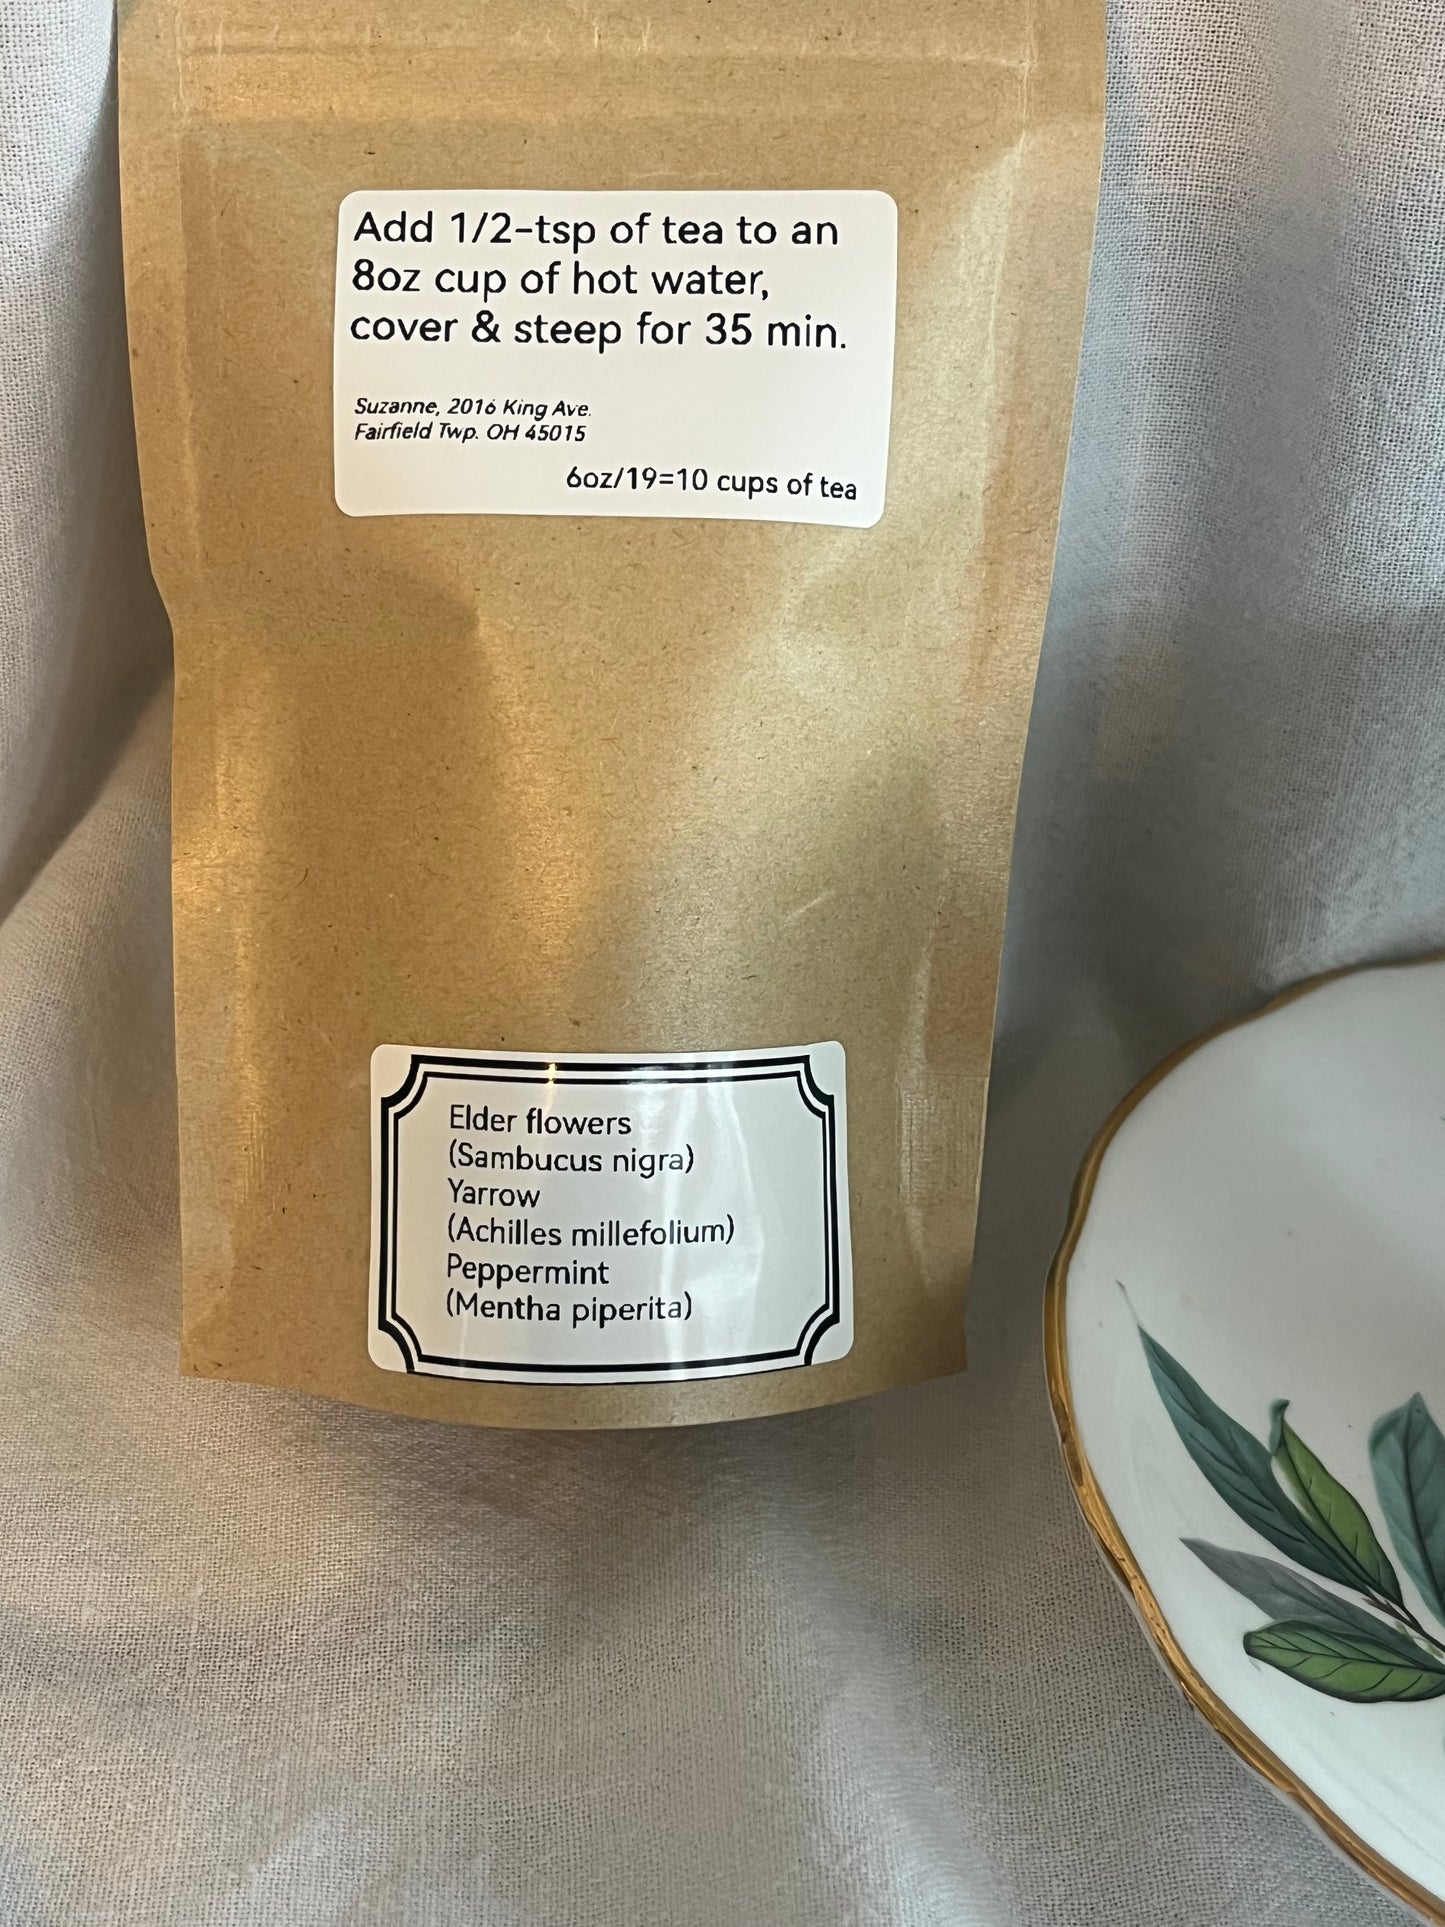 Add 1/2-tsp of tea to an
8oz cup of hot water,
cover & steep for 35 min.
Suzanne, 2016 King Ave.
Fairfield Twp. OH 45015
6oz/19=10 cups of tea
Elder flowers
(Sambucus nigra)
Yarrow
(Achilles millefolium)
Peppermint
(Mentha piperita)